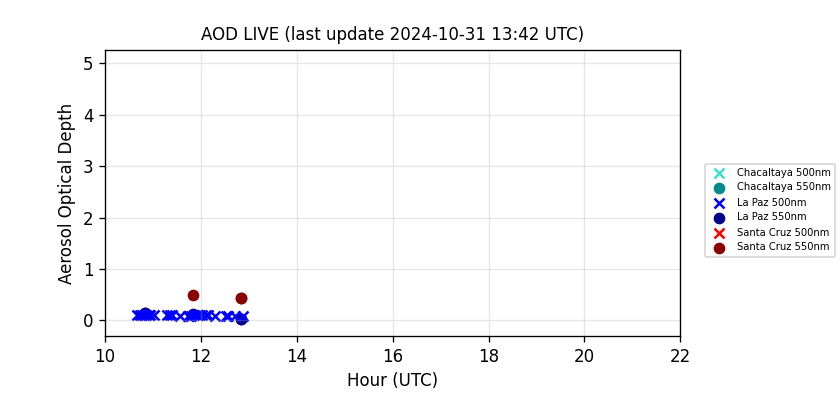 AOD LIVE (last update 2024-10-31 13:42 UTC)
Aerosol Optical Depth
5
4
3
2
1
0
10 12 14 16 18 20 22
Hour (UTC)
Chacaltaya 500nm
Chacaltaya 550nm
La Paz 500nm
La Paz 550nm
Santa Cruz 500nm
Santa Cruz 550nm